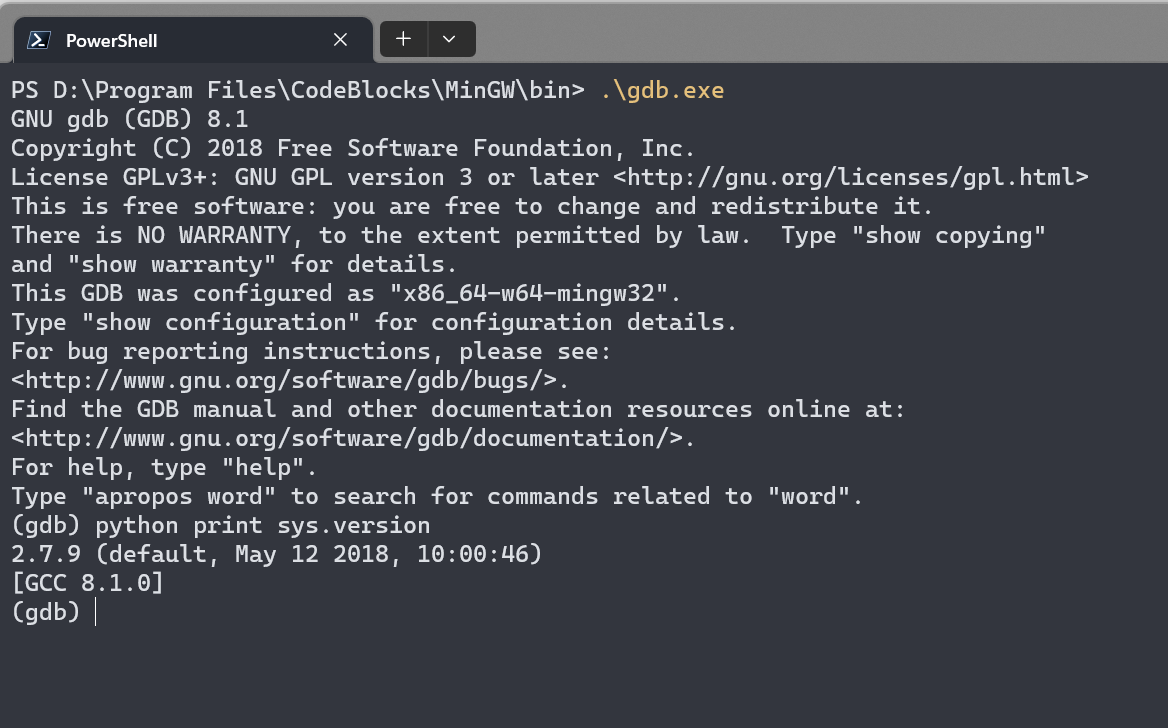 PowerShell
PS D:\Program Files\CodeBlocks\MinGW\bin> .\gdb.exe
GNU gdb (GDB) 8.1
Copyright (C) 2018 Free Software Foundation, Inc.
License GPLv3+: GNU GPL version 3 or later <http://gnu.org/licenses/gpl.html>
This is free software: you are free to change and redistribute it.
There is NO WARRANTY, to the extent permitted by law.  Type "show copying"
and "show warranty" for details.
This GDB was configured as "x86_64-w64-mingw32".
Type "show configuration" for configuration details.
For bug reporting instructions, please see:
<http://www.gnu.org/software/gdb/bugs/>.
Find the GDB manual and other documentation resources online at:
<http://www.gnu.org/software/gdb/documentation/>.
For help, type "help".
Type "apropos word" to search for commands related to "word".
(gdb) python print sys.version
2.7.9 (default, May 12 2018, 10:00:46)
[GCC 8.1.0]
(gdb)